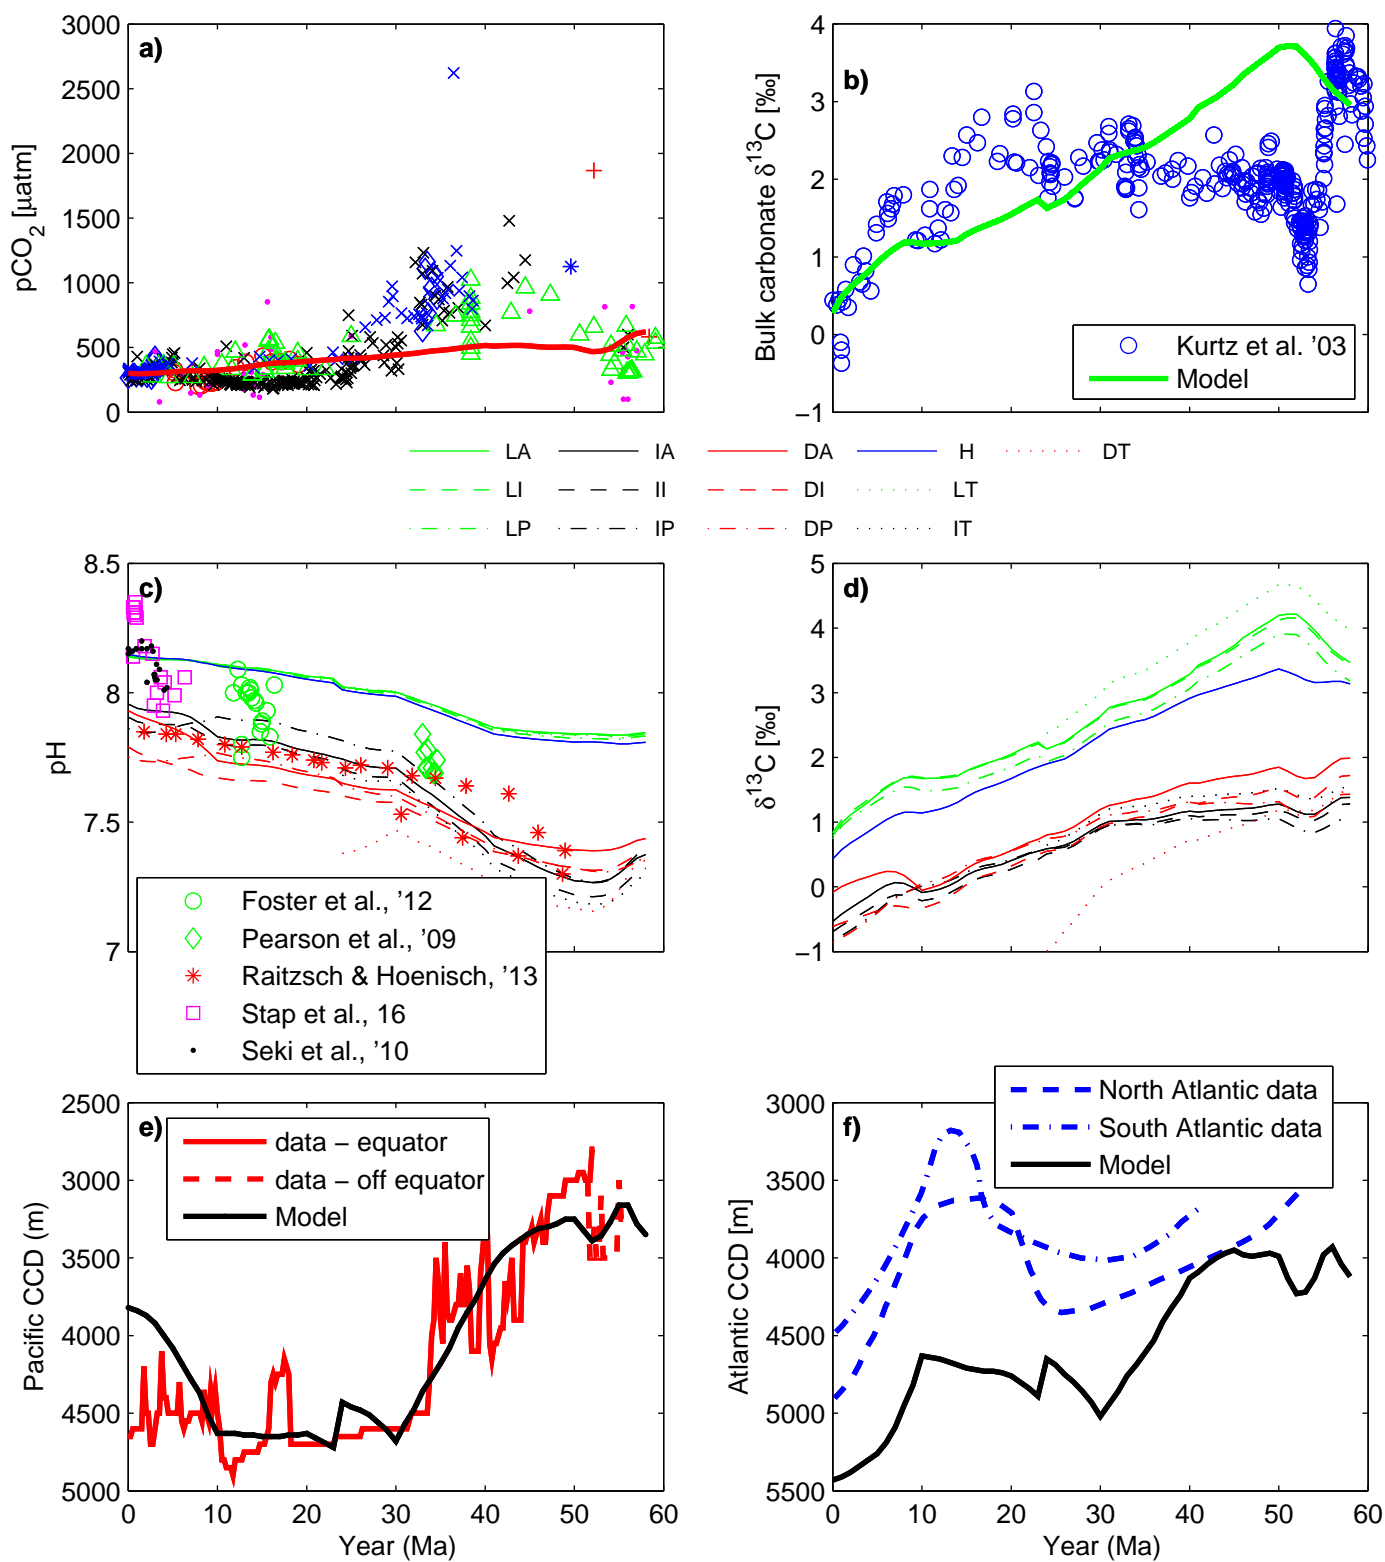 a)
3000
2500
2000
1500
1000
500
0
pCO2 [µatm]
b)
4
3
2
1
0
−1
Bulk carbonate δ13C [‰]
Kurtz et al. '03
Model
LA IA DA H DT
LI II DI LT
LP IP DP IT
c)
8.5
8
7.5
7
pH
Foster et al., '12
Pearson et al., '09
Raitzsch & Hoenisch, '13
Stap et al., 16
Seki et al., '10
d)
5
4
3
2
1
0
−1
δ13C [‰]
e)
2500
3000
3500
4000
4500
5000
Pacific CCD (m)
data − equator
data − off equator
Model
0 10 20 30 40 50 60
Year (Ma)
f)
3000
3500
4000
4500
5000
5500
Atlantic CCD [m]
North Atlantic data
South Atlantic data
Model
0 10 20 30 40 50 60
Year (Ma)